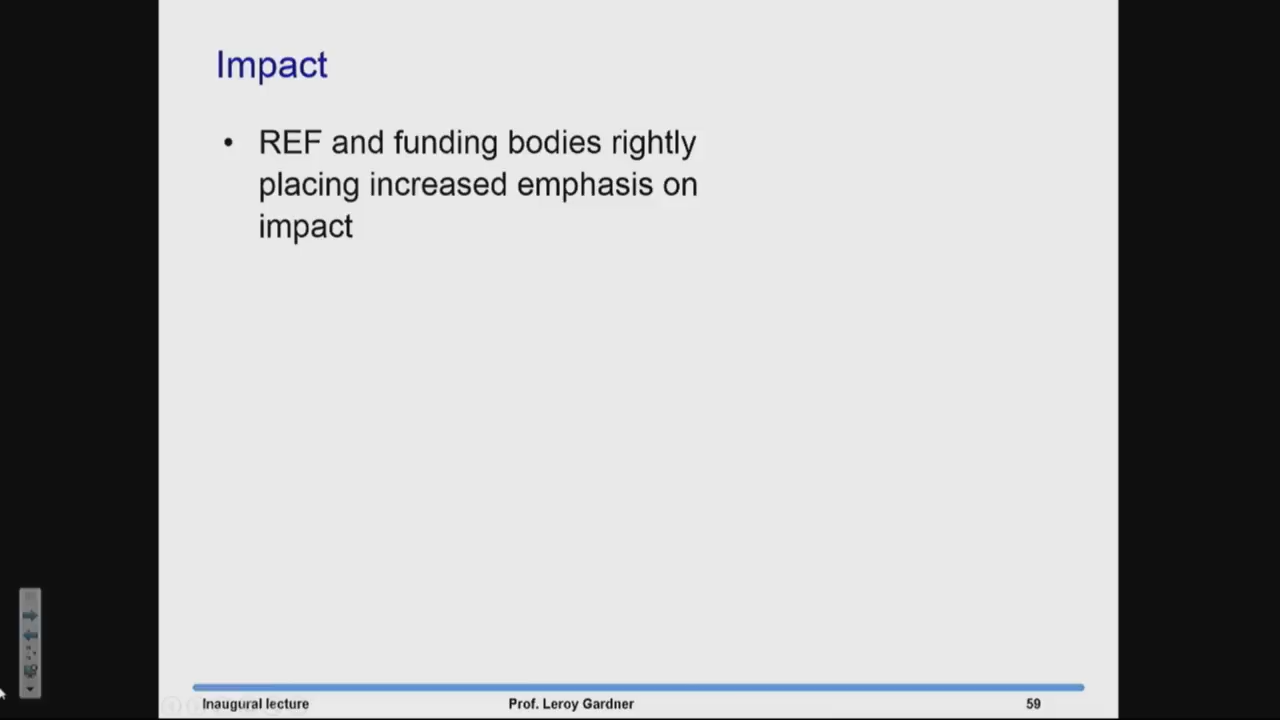 Impact
• REF and funding bodies rightly
placing increased emphasis on
impact
Inaugural lecture
Prof. Leroy Gardner
59